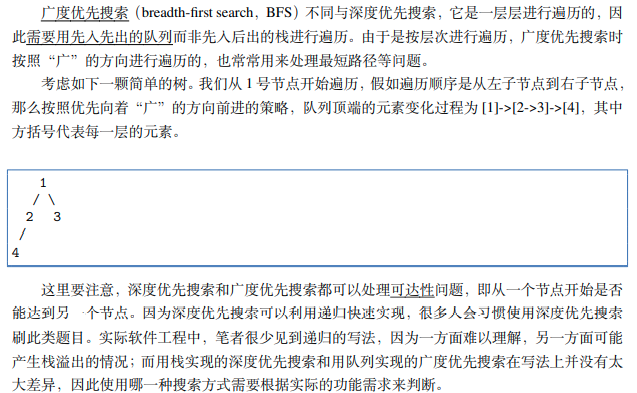 广度优先搜索（breadth-first search，BFS）不同与深度优先搜索，它是一层层进行遍历的，因
此需要用先入先出的队列而非先入后出的栈进行遍历。由于是按层次进行遍历，广度优先搜索时
按照“广”的方向进行遍历的，也常常用来处理最短路径等问题。
考虑如下一颗简单的树。我们从 1 号节点开始遍历，假如遍历顺序是从左子节点到右子节点，
那么按照优先向着“广”的方向前进的策略，队列顶端的元素变化过程为 [1]->[2->3]->[4]，其中
方括号代表每一层的元素。
1
/ \
2 3
/
4
这里要注意，深度优先搜索和广度优先搜索都可以处理可达性问题，即从一个节点开始是否
能达到另一个节点。因为深度优先搜索可以利用递归快速实现，很多人会习惯使用深度优先搜索
刷此类题目。实际软件工程中，笔者很少见到递归的写法，因为一方面难以理解，另一方面可能
产生栈溢出的情况；而用栈实现的深度优先搜索和用队列实现的广度优先搜索在写法上并没有太
大差异，因此使用哪一种搜索方式需要根据实际的功能需求来判断。